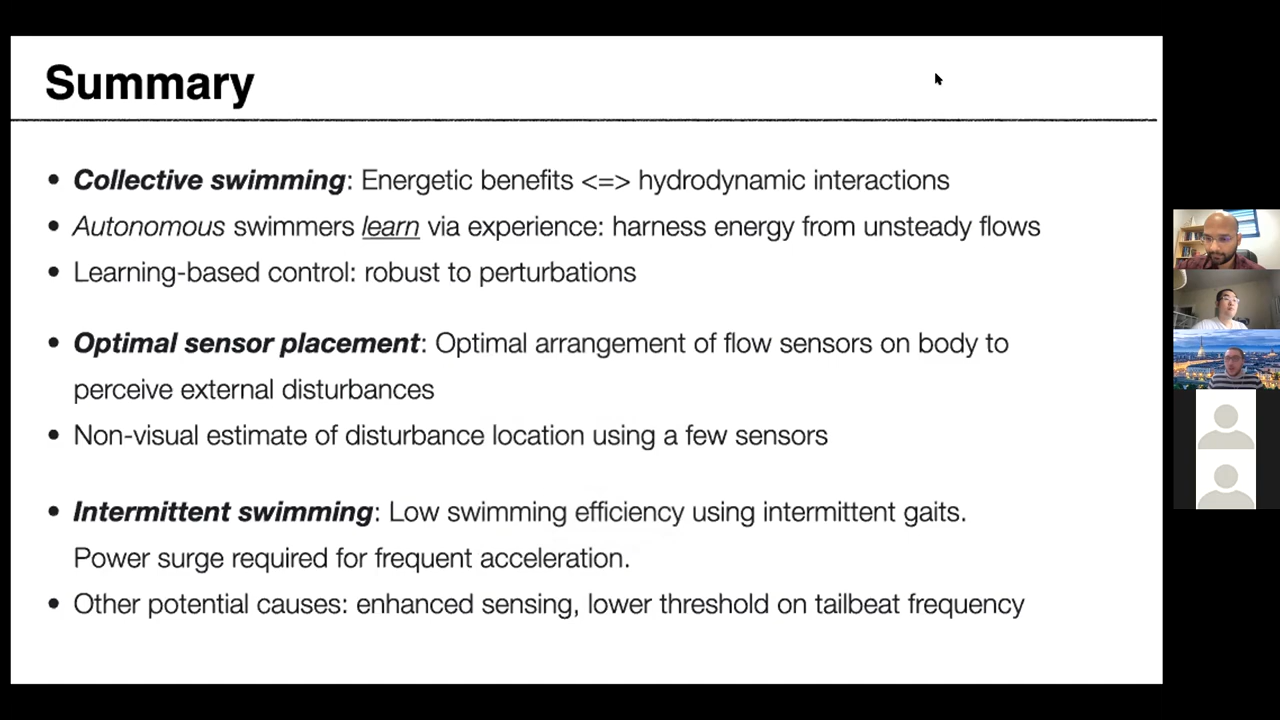 Summary
• Collective swimming: Energetic benefits <=> hydrodynamic interactions
• Autonomous swimmers learn via experience: harness energy from unsteady flows
• Learning-based control: robust to perturbations
• Optimal sensor placement: Optimal arrangement of flow sensors on body to
perceive external disturbances
• Non-visual estimate of disturbance location using a few sensors
• Intermittent swimming: Low swimming efficiency using intermittent gaits.
Power surge required for frequent acceleration.
• Other potential causes: enhanced sensing, lower threshold on tailbeat frequency